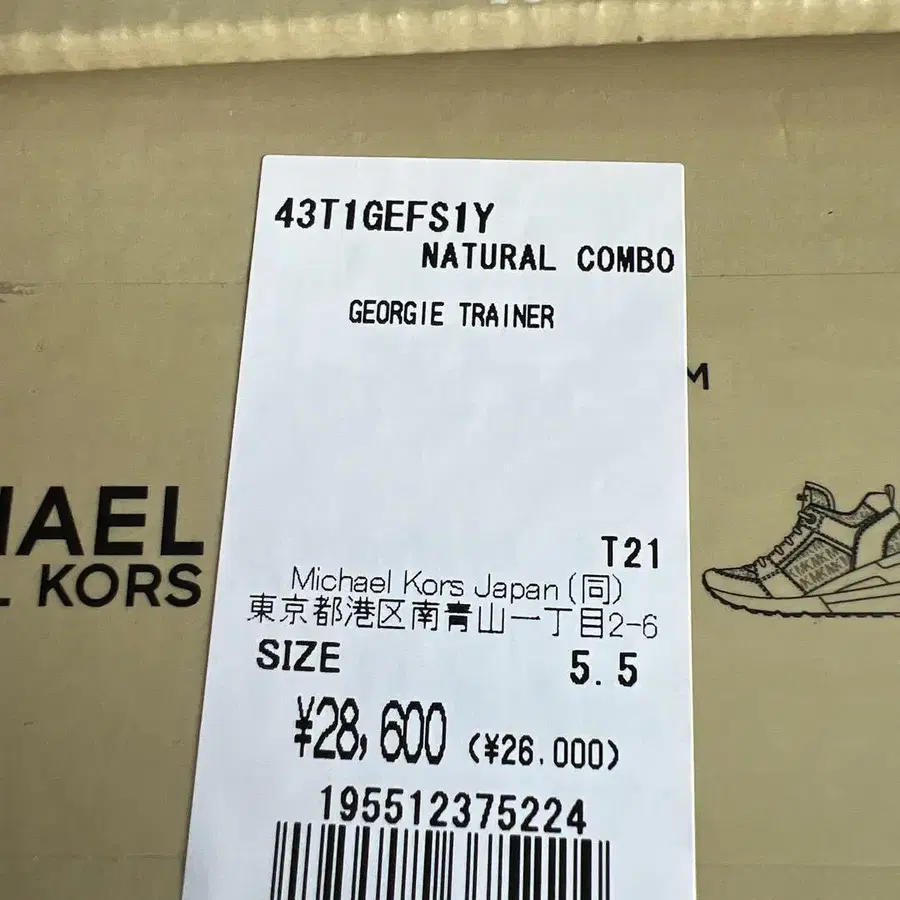 43T1GEFS1Y
NATURAL COMBO
GEORGIE TRAINER
M
HAEL
L KORS
T21
Michael Kors Japan (同)
東京都港区南青山一丁目2-6
SIZE 5.5
¥28,600 (¥26.000)
195512375224